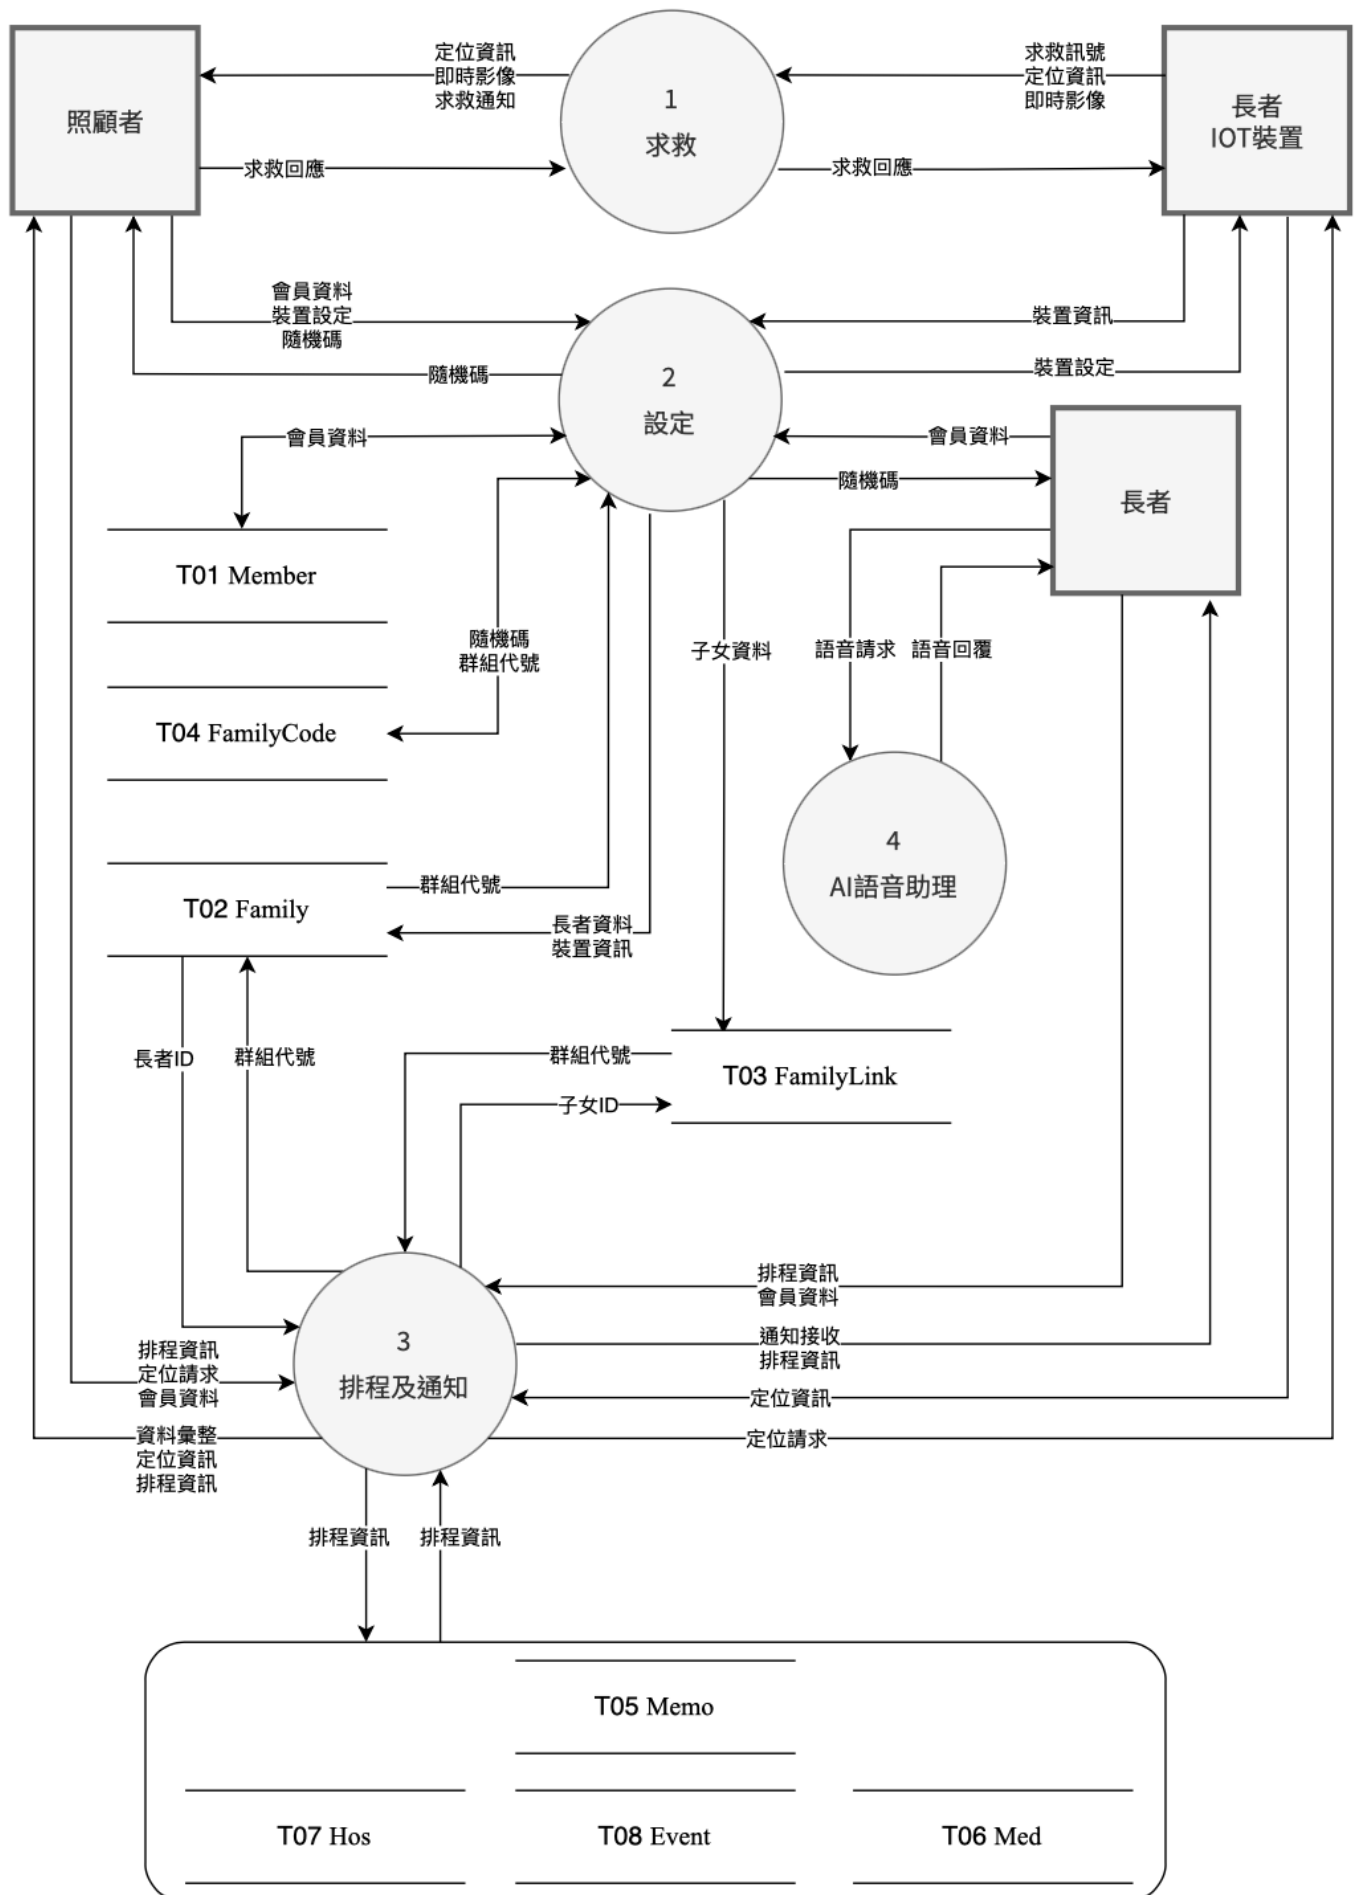 照顧者
定位資訊
即時影像
求救通知
1
求救
求救訊號
定位資訊
即時影像
長者
IOT裝置
求救回應
求救回應
會員資料
裝置設定
隨機碼
隨機碼
2
設定
裝置資訊
裝置設定
會員資料
會員資料
隨機碼
長者
T01 Member
隨機碼
群組代號
子女資料
語音請求
語音回覆
T04 FamilyCode
4
AI語音助理
T02 Family
群組代號
長者資料
裝置資訊
長者ID
群組代號
群組代號
子女ID
T03 FamilyLink
排程資訊
會員資料
3
排程及通知
通知接收
排程資訊
排程資訊
定位請求
會員資料
定位資訊
資料彙整
定位資訊
排程資訊
定位請求
排程資訊
排程資訊
T05 Memo
T07 Hos
T08 Event
T06 Med